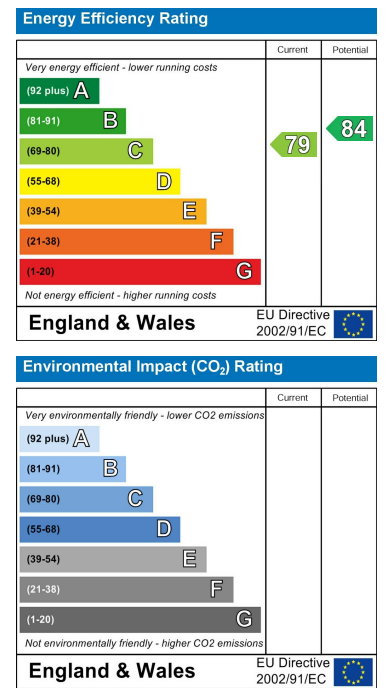 Energy Efficiency Rating
Current Potential
Very energy efficient - lower running costs
(92 plus) A
(81-91) B
(69-80) C
(55-68) D
(39-54) E
(21-38) F
(1-20) G
79
84
Not energy efficient - higher running costs
England & Wales
EU Directive
2002/91/EC
Environmental Impact (CO₂) Rating
Current Potential
Very environmentally friendly - lower CO2 emissions
(92 plus) A
(81-91) B
(69-80) C
(55-68) D
(39-54) E
(21-38) F
(1-20) G
Not environmentally friendly - higher CO2 emissions
England & Wales
EU Directive
2002/91/EC